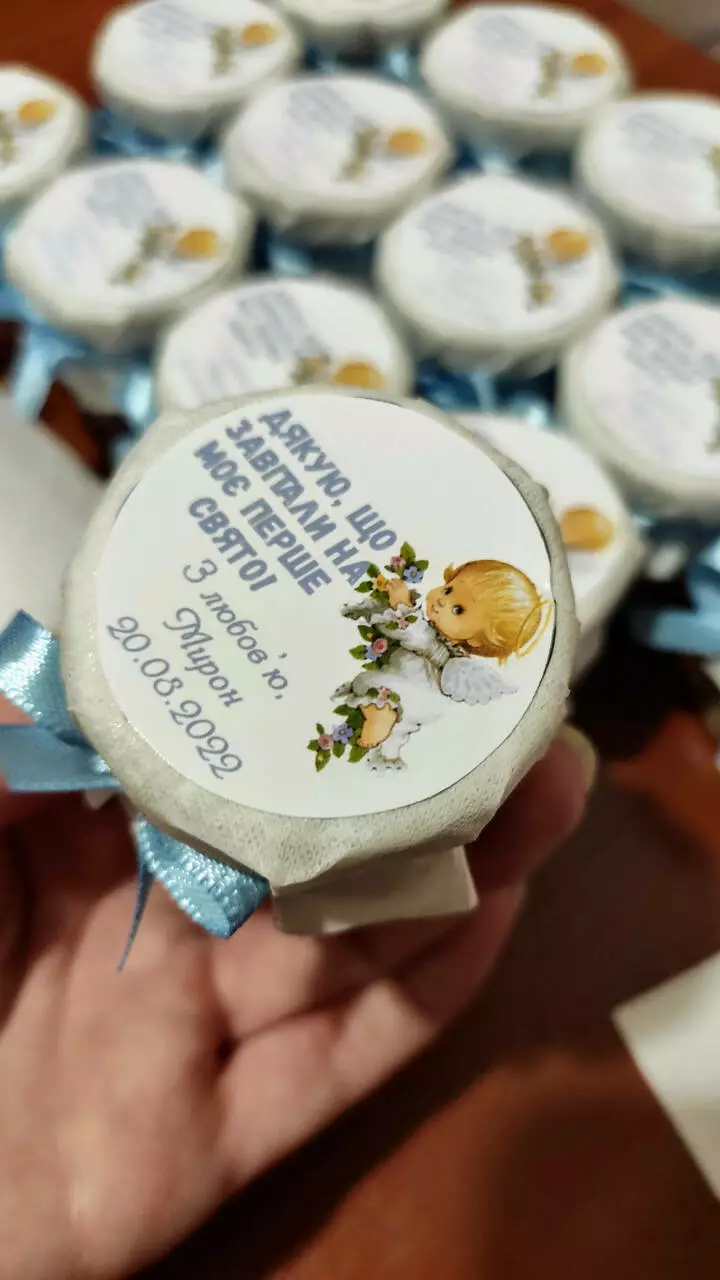 ДЯКУЮ, ЩО
ЗАВІТАЛИ НА
МОЄ ПЕРШЕ
СВЯТО!
З любов'ю,
Мирон
20.08.2022